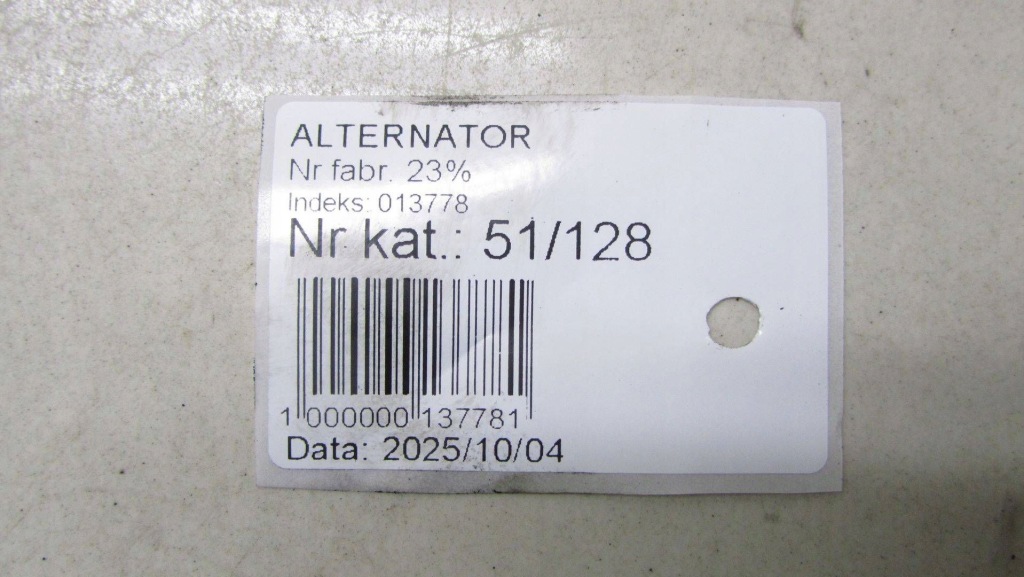 ALTERNATOR
Nr fabr. 23%
Indeks: 013778
Nr kat.: 51/128
1 000000 137781
Data: 2025/10/04